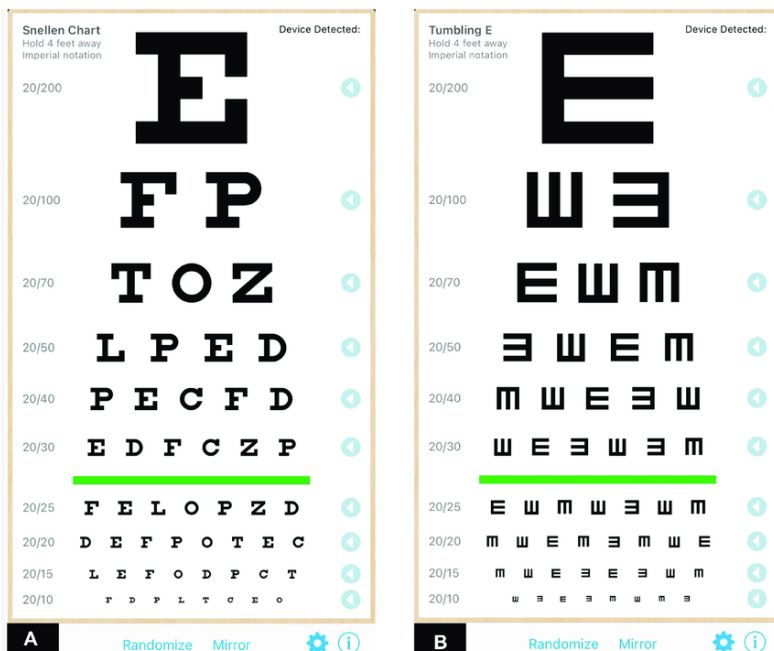 Snellen Chart
Hold 4 feet away
Imperial notation
Device Detected:
20/200 E
20/100 F P
20/70 T O Z
20/50 L P E D
20/40 P E C F D
20/30 E D F C Z P
20/25 F E L O P Z D
20/20 D E F P O T E C
20/15 L E F O D P C T
20/10 F D P L T C E O
A
Randomize Mirror
Tumbling E
Hold 4 feet away
Imperial notation
Device Detected:
20/200 E
20/100 Ш Ǝ
20/70 E Ш M
20/50 Ǝ Ш E M
20/40 M Ш E Ǝ Ш
20/30 Ш E Ǝ Ш Ǝ M
20/25 E Ш M Ш Ǝ Ш M
20/20 M Ш E M Ǝ M Ш E
20/15 M Ш E Ǝ E Ǝ Ш M
20/10
B
Randomize Mirror